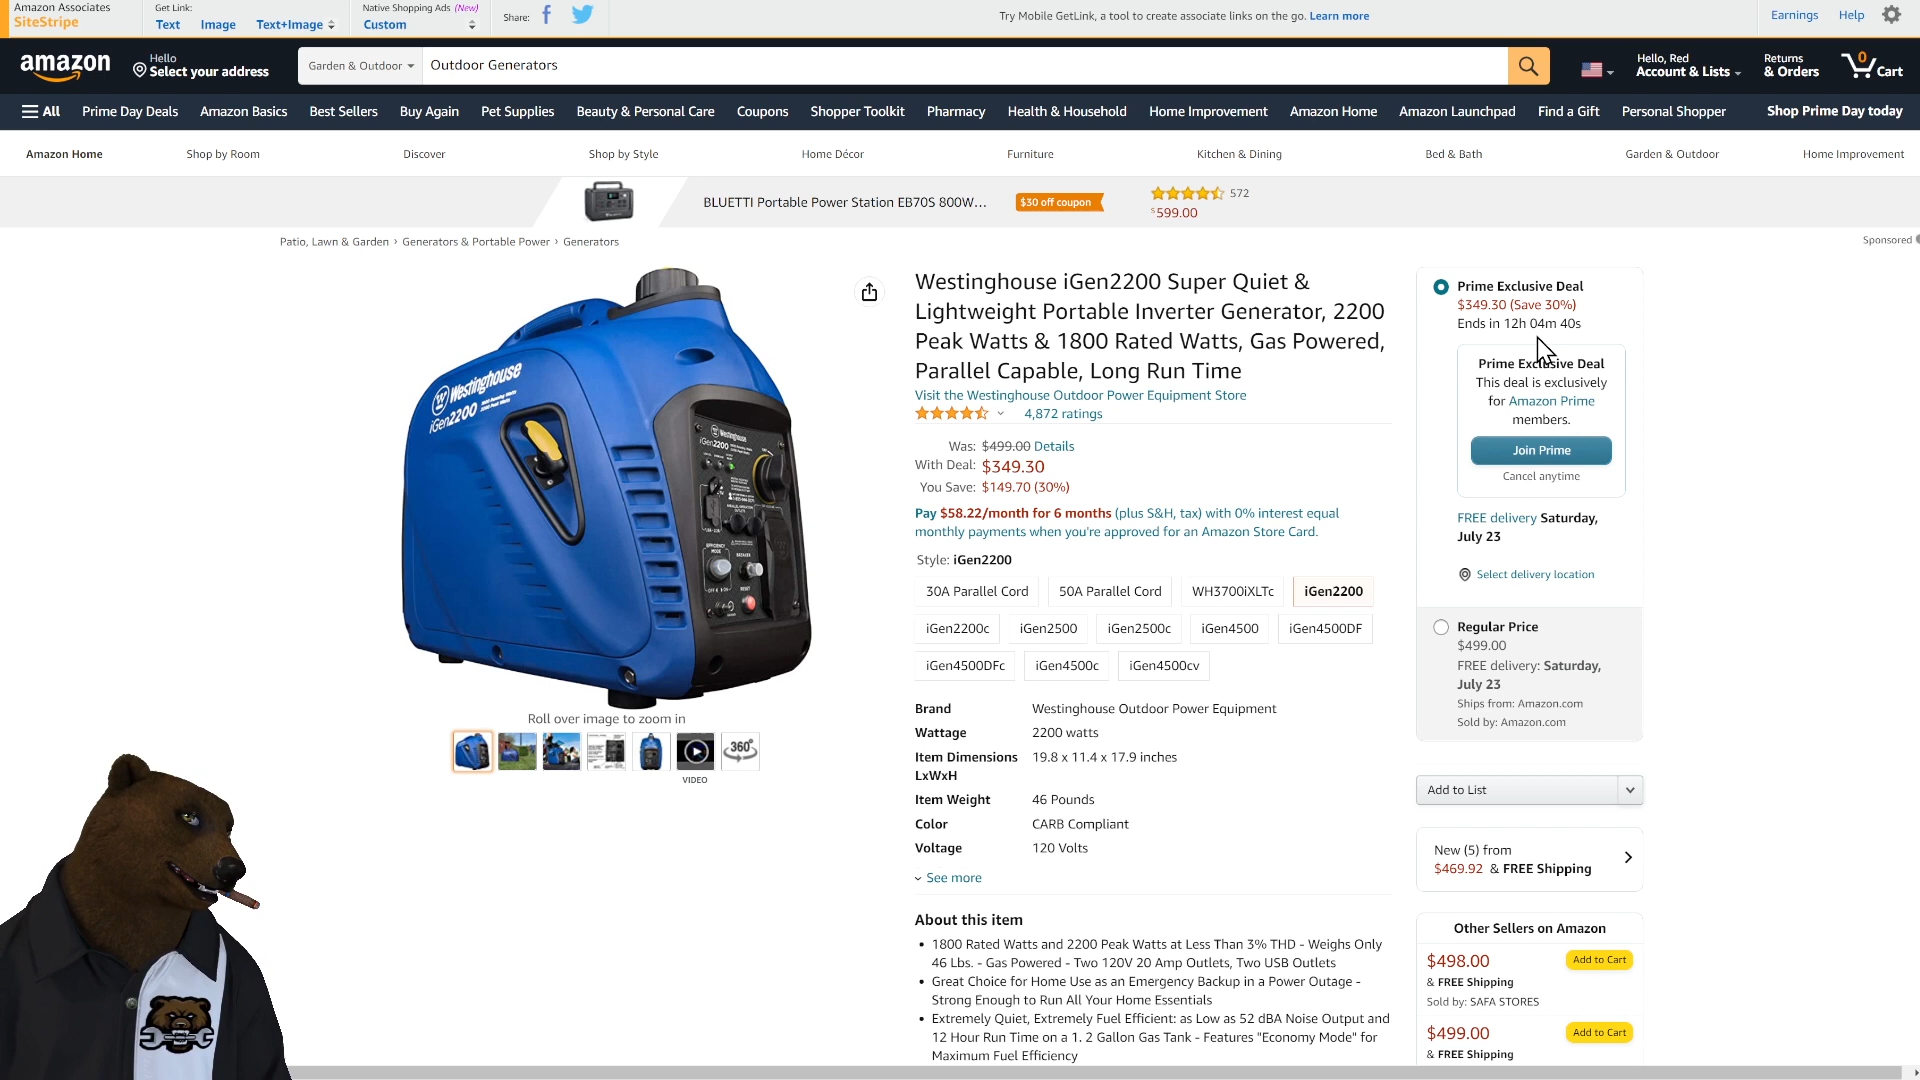 Amazon Associates
SiteStripe
Get Link:
Text Image Text+Image
Native Shopping Ads (New)
Custom
Share:
Try Mobile GetLink, a tool to create associate links on the go. Learn more
Earnings Help
amazon
Hello
Select your address
Garden & Outdoor
Outdoor Generators
Hello, Red
Account & Lists
Returns
& Orders
0
Cart
All Prime Day Deals Amazon Basics Best Sellers Buy Again Pet Supplies Beauty & Personal Care Coupons Shopper Toolkit Pharmacy Health & Household Home Improvement Amazon Home Amazon Launchpad Find a Gift Personal Shopper Shop Prime Day today
Amazon Home Shop by Room Discover Shop by Style Home Décor Furniture Kitchen & Dining Bed & Bath Garden & Outdoor Home Improvement
BLUETTI Portable Power Station EB70S 800W...
$30 off coupon
572
$599.00
Sponsored
Patio, Lawn & Garden › Generators & Portable Power › Generators
Westinghouse
iGen2200
Westinghouse
iGen2200
Roll over image to zoom in
360°
VIDEO
Westinghouse iGen2200 Super Quiet &
Lightweight Portable Inverter Generator, 2200
Peak Watts & 1800 Rated Watts, Gas Powered,
Parallel Capable, Long Run Time
Visit the Westinghouse Outdoor Power Equipment Store
4,872 ratings
Was: $499.00 Details
With Deal: $349.30
You Save: $149.70 (30%)
Pay $58.22/month for 6 months (plus S&H, tax) with 0% interest equal
monthly payments when you're approved for an Amazon Store Card.
Style: iGen2200
30A Parallel Cord 50A Parallel Cord WH3700iXLTc iGen2200
iGen2200c iGen2500 iGen2500c iGen4500 iGen4500DF
iGen4500DFc iGen4500c iGen4500cv
Brand Westinghouse Outdoor Power Equipment
Wattage 2200 watts
Item Dimensions 19.8 x 11.4 x 17.9 inches
LxWxH
Item Weight 46 Pounds
Color CARB Compliant
Voltage 120 Volts
See more
About this item
• 1800 Rated Watts and 2200 Peak Watts at Less Than 3% THD - Weighs Only
46 Lbs. - Gas Powered - Two 120V 20 Amp Outlets, Two USB Outlets
• Great Choice for Home Use as an Emergency Backup in a Power Outage -
Strong Enough to Run All Your Home Essentials
• Extremely Quiet, Extremely Fuel Efficient: as Low as 52 dBA Noise Output and
12 Hour Run Time on a 1. 2 Gallon Gas Tank - Features "Economy Mode" for
Maximum Fuel Efficiency
Prime Exclusive Deal
$349.30 (Save 30%)
Ends in 12h 04m 40s
Prime Exclusive Deal
This deal is exclusively
for Amazon Prime
members.
Join Prime
Cancel anytime
FREE delivery Saturday,
July 23
Select delivery location
Regular Price
$499.00
FREE delivery: Saturday,
July 23
Ships from: Amazon.com
Sold by: Amazon.com
Add to List
New (5) from
$469.92 & FREE Shipping
Other Sellers on Amazon
$498.00 Add to Cart
& FREE Shipping
Sold by: SAFA STORES
$499.00 Add to Cart
& FREE Shipping